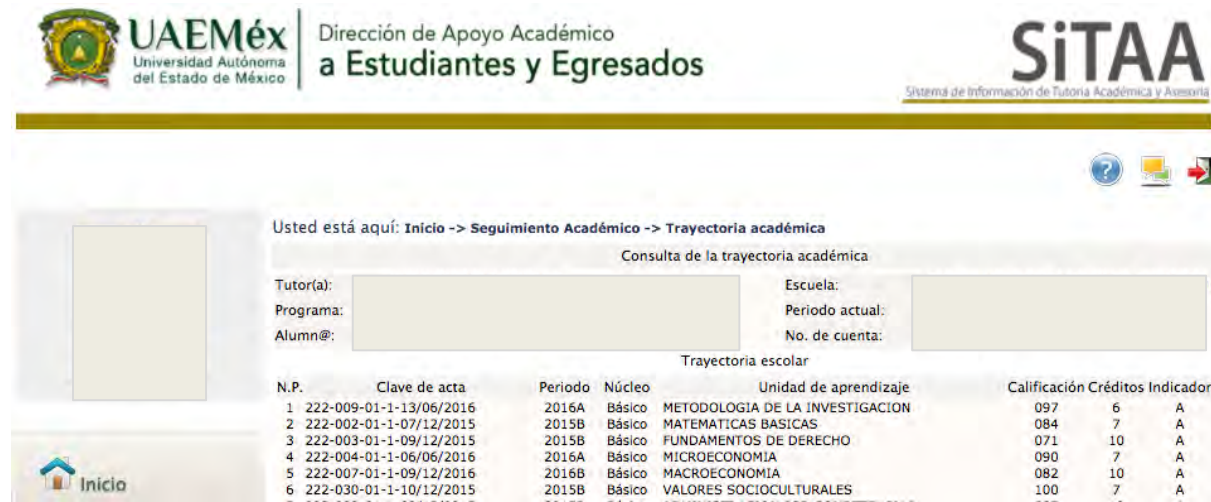 UAEMéx
Universidad Autónoma
del Estado de México
Dirección de Apoyo Académico
a Estudiantes y Egresados
SiTAA
Sistema de Información de Tutoria Académica y Asesoria
Usted está aquí: Inicio -> Seguimiento Académico -> Trayectoria académica
Consulta de la trayectoria académica
Tutor(a): Escuela:
Programa: Periodo actual:
Alumn@: No. de cuenta:
Trayectoria escolar
N.P. Clave de acta Periodo Núcleo Unidad de aprendizaje Calificación Créditos Indicador
1 222-009-01-1-13/06/2016 2016A Básico METODOLOGIA DE LA INVESTIGACION 097 6 A
2 222-002-01-1-07/12/2015 2015B Básico MATEMATICAS BASICAS 084 7 A
3 222-003-01-1-09/12/2015 2015B Básico FUNDAMENTOS DE DERECHO 071 10 A
4 222-004-01-1-06/06/2016 2016A Básico MICROECONOMIA 090 7 A
5 222-007-01-1-09/12/2016 2016B Básico MACROECONOMIA 082 10 A
6 222-030-01-1-10/12/2015 2015B Básico VALORES SOCIOCULTURALES 100 7 A
Inicio